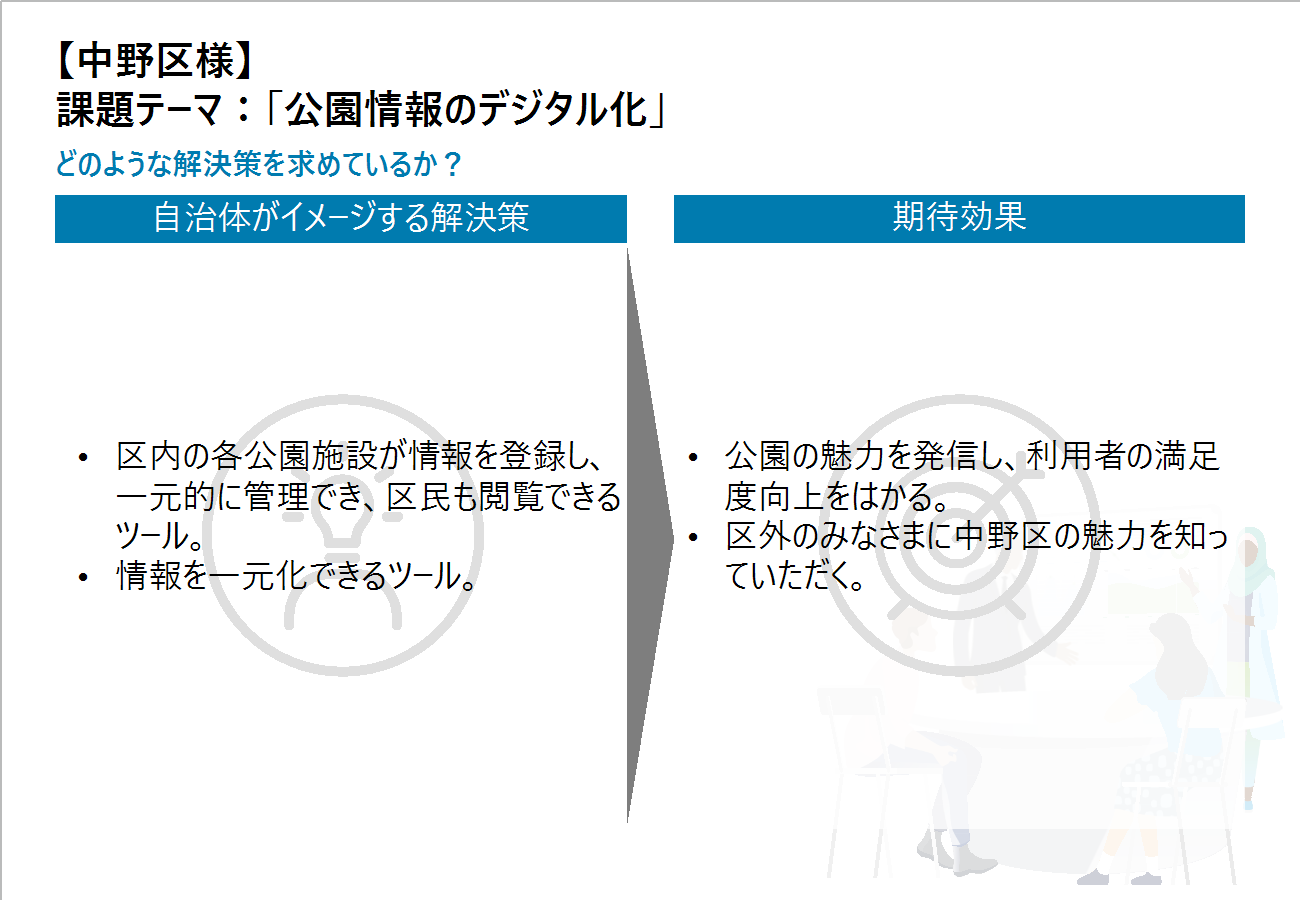 【中野区様】
課題テーマ：「公園情報のデジタル化」
どのような解決策を求めているか？
自治体がイメージする解決策
• 区内の各公園施設が情報を登録し、
一元的に管理でき、区民も閲覧できる
ツール。
• 情報を一元化できるツール。
期待効果
• 公園の魅力を発信し、利用者の満足
度向上をはかる。
• 区外のみなさまに中野区の魅力を知っ
ていただく。